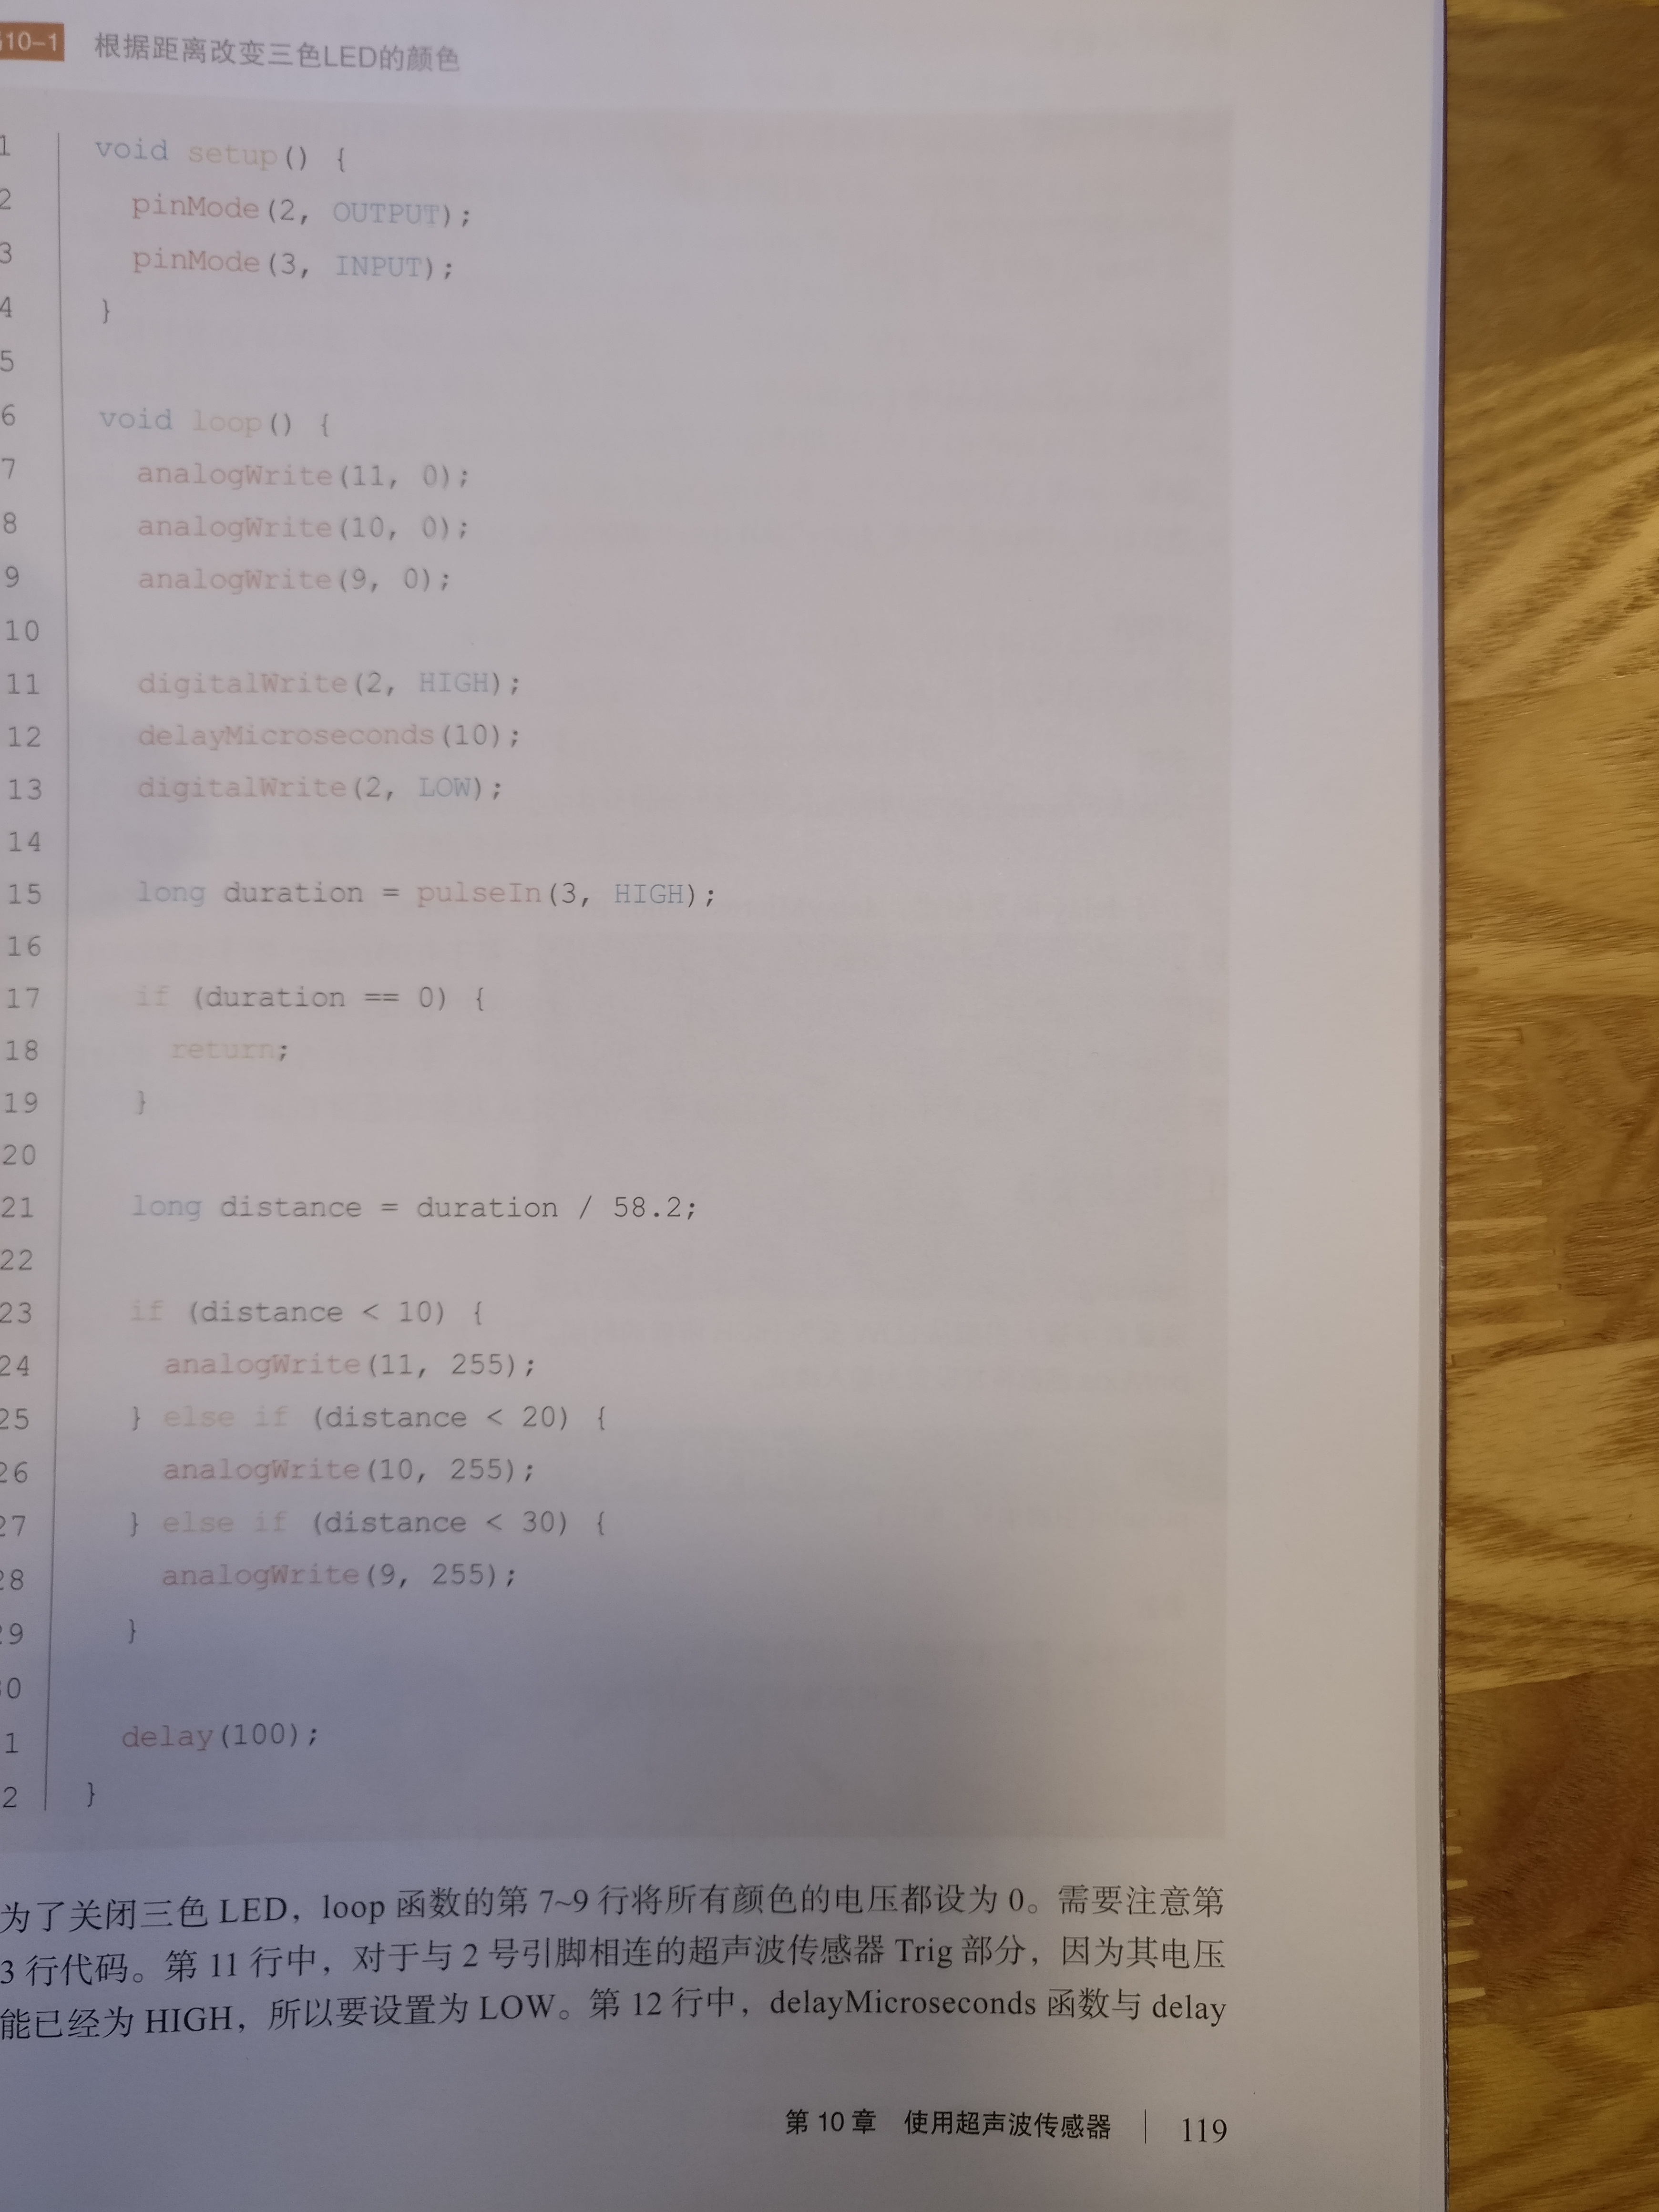 10-1 根据距离改变三色LED的颜色
1 void setup() {
2 pinMode(2, OUTPUT);
3 pinMode(3, INPUT);
4 }
5
6 void loop() {
7 analogWrite(11, 0);
8 analogWrite(10, 0);
9 analogWrite(9, 0);
10
11 digitalWrite(2, HIGH);
12 delayMicroseconds(10);
13 digitalWrite(2, LOW);
14
15 long duration = pulseIn(3, HIGH);
16
17 if (duration == 0) {
18 return;
19 }
20
21 long distance = duration / 58.2;
22
23 if (distance < 10) {
24 analogWrite(11, 255);
25 } else if (distance < 20) {
26 analogWrite(10, 255);
27 } else if (distance < 30) {
28 analogWrite(9, 255);
29 }
0
1 delay(100);
2 }
为了关闭三色 LED，loop 函数的第 7~9 行将所有颜色的电压都设为 0。需要注意第
3 行代码。第 11 行中，对于与 2 号引脚相连的超声波传感器 Trig 部分，因为其电压
能已经为 HIGH，所以要设置为 LOW。第 12 行中，delayMicroseconds 函数与 delay
第 10 章 使用超声波传感器 | 119